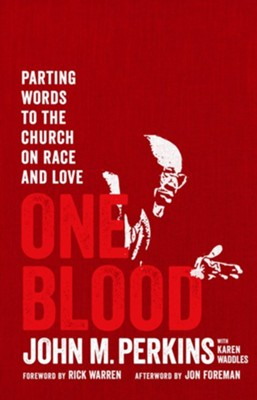 PARTING
WORDS
TO THE
CHURCH
ON RACE
AND LOVE
ONE
BLOOD
JOHN M. PERKINS WITH KAREN WADDLES
FOREWORD BY RICK WARREN AFTERWORD BY JON FOREMAN